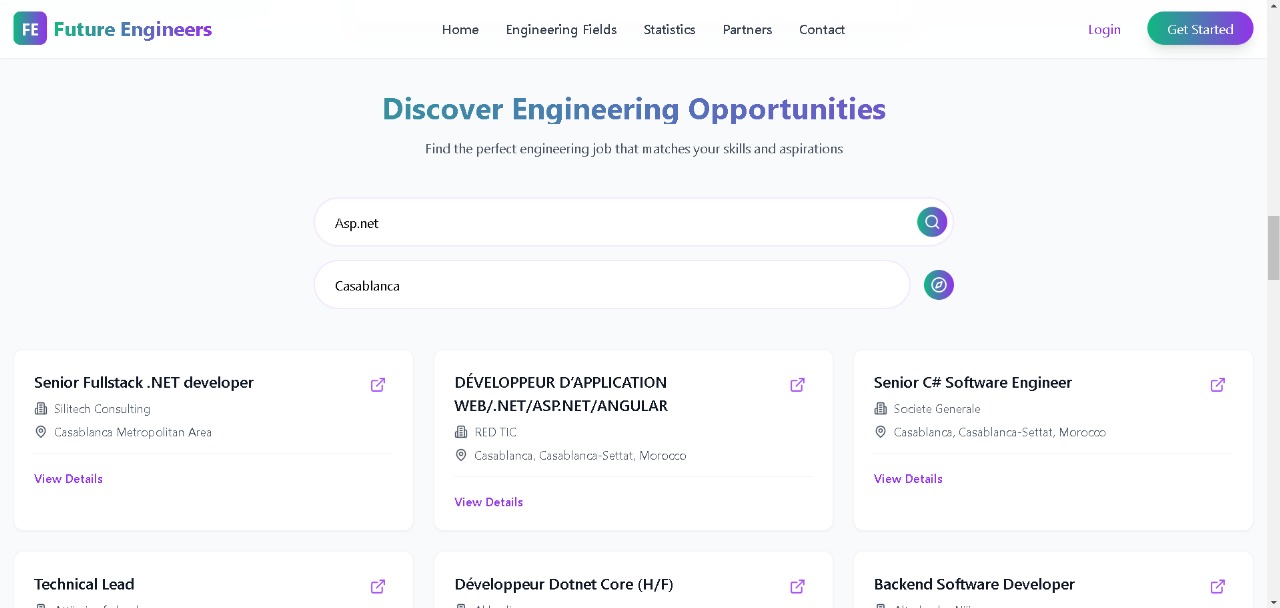 FE Future Engineers Home Engineering Fields Statistics Partners Contact Login Get Started
Discover Engineering Opportunities
Find the perfect engineering job that matches your skills and aspirations
Asp.net
Casablanca
Senior Fullstack .NET developer
Silitech Consulting
Casablanca Metropolitan Area
View Details
DÉVELOPPEUR D’APPLICATION
WEB/.NET/ASP.NET/ANGULAR
RED TIC
Casablanca, Casablanca-Settat, Morocco
View Details
Senior C# Software Engineer
Societe Generale
Casablanca, Casablanca-Settat, Morocco
View Details
Technical Lead
Développeur Dotnet Core (H/F)
Backend Software Developer